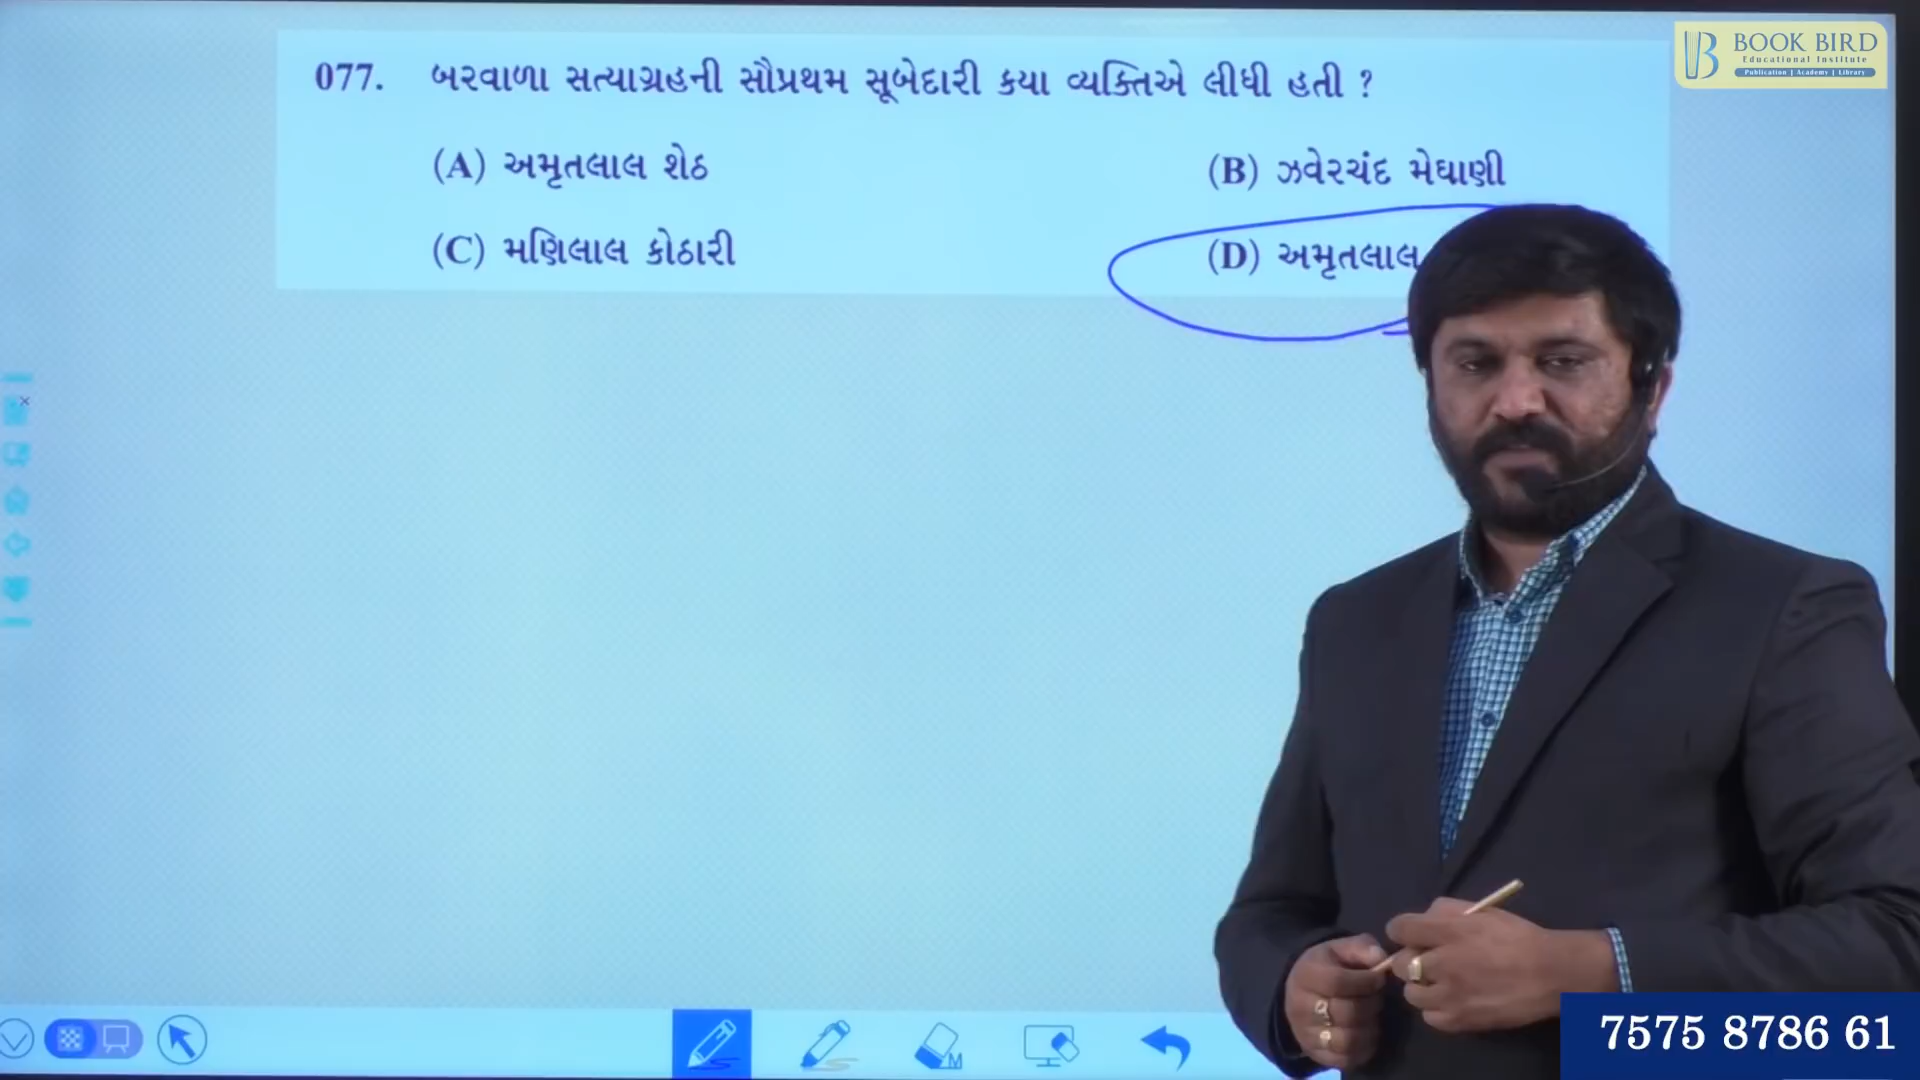 BOOK BIRD
Educational Institute
Publication | Academy | Library
077. બરવાળા સત્યાગ્રહની સૌપ્રથમ સૂબેદારી કયા વ્યક્તિએ લીધી હતી ?
(A) અમૃતલાલ શેઠ
(B) ઝવેરચંદ મેઘાણી
(C) મણિલાલ કોઠારી
(D) અમૃતલાલ
M
7575 8786 61